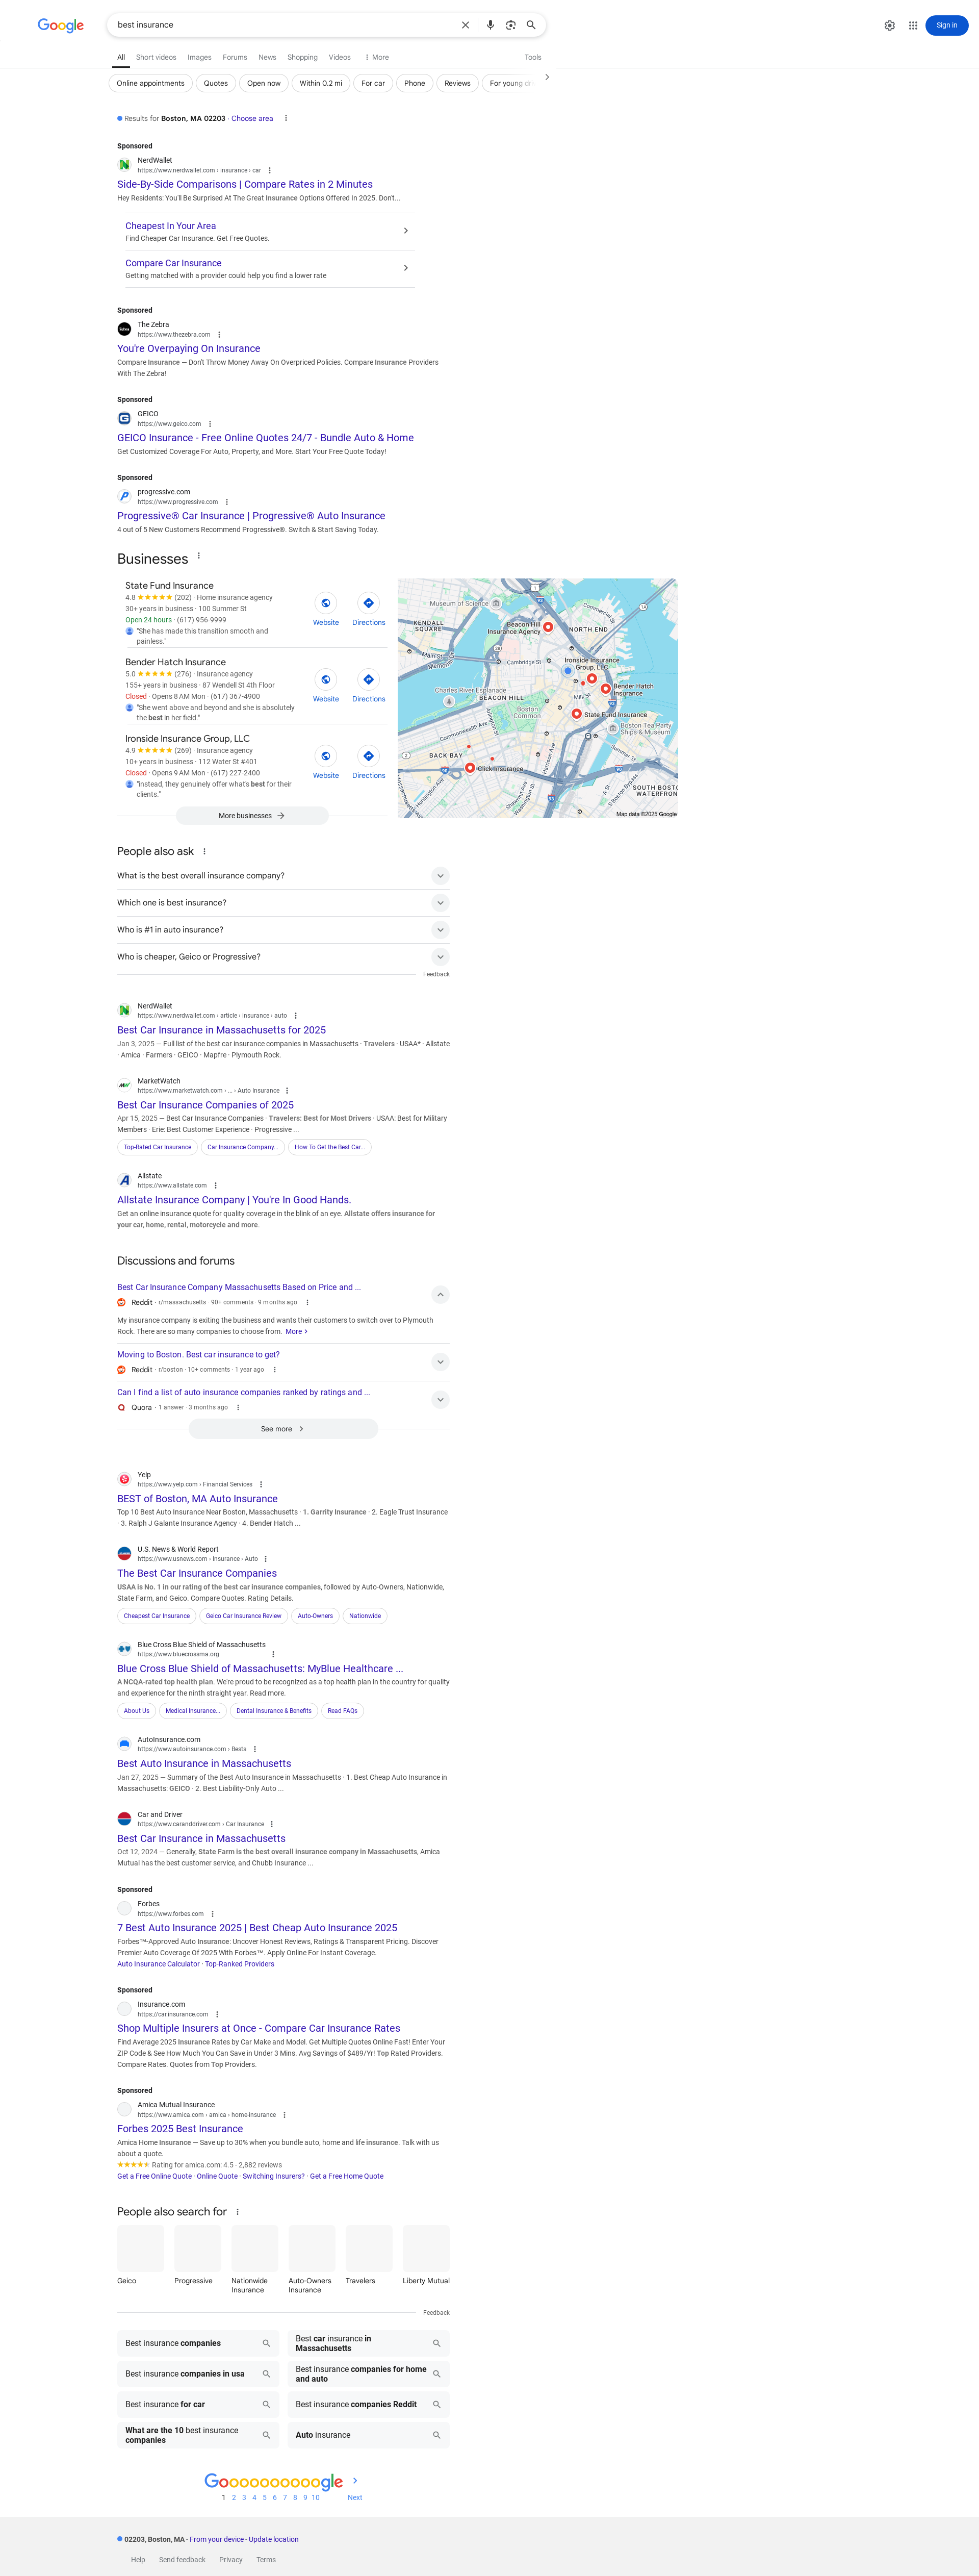 Google
best insurance
Sign in
All Short videos Images Forums News Shopping Videos More Tools
Online appointments Quotes Open now Within 0.2 mi For car Phone Reviews For young
Results for Boston, MA 02203 · Choose area
Sponsored
NerdWallet
https://www.nerdwallet.com › insurance › car
Side-By-Side Comparisons | Compare Rates in 2 Minutes
Hey Residents: You'll Be Surprised At The Great Insurance Options Offered In 2025. Don't...
Cheapest In Your Area
Find Cheaper Car Insurance. Get Free Quotes.
Compare Car Insurance
Getting matched with a provider could help you find a lower rate
Sponsored
The Zebra
https://www.thezebra.com
You're Overpaying On Insurance
Compare Insurance — Don't Throw Money Away On Overpriced Policies. Compare Insurance Providers
With The Zebra!
Sponsored
GEICO
https://www.geico.com
GEICO Insurance - Free Online Quotes 24/7 - Bundle Auto & Home
Get Customized Coverage For Auto, Property, and More. Start Your Free Quote Today!
Sponsored
progressive.com
https://www.progressive.com
Progressive® Car Insurance | Progressive® Auto Insurance
4 out of 5 New Customers Recommend Progressive®. Switch & Start Saving Today.
Businesses
State Fund Insurance
4.8 ★★★★★ (202) · Home insurance agency
30+ years in business · 100 Summer St
Open 24 hours · (617) 956-9999
"She has made this transition smooth and
painless."
Website Directions
Bender Hatch Insurance
5.0 ★★★★★ (276) · Insurance agency
155+ years in business · 87 Wendell St 4th Floor
Closed · Opens 8 AM Mon · (617) 367-4900
"She went above and beyond and she is absolutely
the best in her field."
Website Directions
Ironside Insurance Group, LLC
4.9 ★★★★★ (269) · Insurance agency
10+ years in business · 112 Water St #401
Closed · Opens 9 AM Mon · (617) 227-2400
"instead, they genuinely offer what's best for their
clients."
Website Directions
More businesses
Museum of Science
KENDALL
SQUARE
Beacon Hill
Insurance Agency
NORTH END
Commercial St
Cambridge St
Ironside Insurance
Group, LLC
Charles River Esplanade
BEACON HILL
Bender Hatch
Insurance
Milk St
Boston
Common
State Fund Insurance
Boston Tea Party
Ships & Museum
BACK BAY
Click Insurance
SOUTH BOST
WATERFRON
Map data ©2025 Google
People also ask
What is the best overall insurance company?
Which one is best insurance?
Who is #1 in auto insurance?
Who is cheaper, Geico or Progressive?
Feedback
NerdWallet
https://www.nerdwallet.com › article › insurance › auto
Best Car Insurance in Massachusetts for 2025
Jan 3, 2025 — Full list of the best car insurance companies in Massachusetts · Travelers · USAA* · Allstate
· Amica · Farmers · GEICO · Mapfre · Plymouth Rock.
MarketWatch
https://www.marketwatch.com › ... › Auto Insurance
Best Car Insurance Companies of 2025
Apr 15, 2025 — Best Car Insurance Companies · Travelers: Best for Most Drivers · USAA: Best for Military
Members · Erie: Best Customer Experience · Progressive ...
Top-Rated Car Insurance Car Insurance Company... How To Get the Best Car...
Allstate
https://www.allstate.com
Allstate Insurance Company | You're In Good Hands.
Get an online insurance quote for quality coverage in the blink of an eye. Allstate offers insurance for
your car, home, rental, motorcycle and more.
Discussions and forums
Best Car Insurance Company Massachusetts Based on Price and ...
Reddit · r/massachusetts · 90+ comments · 9 months ago
My insurance company is exiting the business and wants their customers to switch over to Plymouth
Rock. There are so many companies to choose from. More
Moving to Boston. Best car insurance to get?
Reddit · r/boston · 10+ comments · 1 year ago
Can I find a list of auto insurance companies ranked by ratings and ...
Quora · 1 answer · 3 months ago
See more
Yelp
https://www.yelp.com › Financial Services
BEST of Boston, MA Auto Insurance
Top 10 Best Auto Insurance Near Boston, Massachusetts · 1. Garrity Insurance · 2. Eagle Trust Insurance
· 3. Ralph J Galante Insurance Agency · 4. Bender Hatch ...
U.S. News & World Report
https://www.usnews.com › Insurance › Auto
The Best Car Insurance Companies
USAA is No. 1 in our rating of the best car insurance companies, followed by Auto-Owners, Nationwide,
State Farm, and Geico. Compare Quotes. Rating Details.
Cheapest Car Insurance Geico Car Insurance Review Auto-Owners Nationwide
Blue Cross Blue Shield of Massachusetts
https://www.bluecrossma.org
Blue Cross Blue Shield of Massachusetts: MyBlue Healthcare ...
A NCQA-rated top health plan. We're proud to be recognized as a top health plan in the country for quality
and experience for the ninth straight year. Read more.
About Us Medical Insurance... Dental Insurance & Benefits Read FAQs
AutoInsurance.com
https://www.autoinsurance.com › Bests
Best Auto Insurance in Massachusetts
Jan 27, 2025 — Summary of the Best Auto Insurance in Massachusetts · 1. Best Cheap Auto Insurance in
Massachusetts: GEICO · 2. Best Liability-Only Auto ...
Car and Driver
https://www.caranddriver.com › Car Insurance
Best Car Insurance in Massachusetts
Oct 12, 2024 — Generally, State Farm is the best overall insurance company in Massachusetts, Amica
Mutual has the best customer service, and Chubb Insurance ...
Sponsored
Forbes
https://www.forbes.com
7 Best Auto Insurance 2025 | Best Cheap Auto Insurance 2025
Forbes™-Approved Auto Insurance: Uncover Honest Reviews, Ratings & Transparent Pricing. Discover
Premier Auto Coverage Of 2025 With Forbes™. Apply Online For Instant Coverage.
Auto Insurance Calculator · Top-Ranked Providers
Sponsored
Insurance.com
https://car.insurance.com
Shop Multiple Insurers at Once - Compare Car Insurance Rates
Find Average 2025 Insurance Rates by Car Make and Model. Get Multiple Quotes Online Fast! Enter Your
ZIP Code & See How Much You Can Save in Under 3 Mins. Avg Savings of $489/Yr! Top Rated Providers.
Compare Rates. Quotes from Top Providers.
Sponsored
Amica Mutual Insurance
https://www.amica.com › amica › home-insurance
Forbes 2025 Best Insurance
Amica Home Insurance — Save up to 30% when you bundle auto, home and life insurance. Talk with us
about a quote.
★★★★★ Rating for amica.com: 4.5 - 2,882 reviews
Get a Free Online Quote · Online Quote · Switching Insurers? · Get a Free Home Quote
People also search for
Geico Progressive Nationwide Insurance Auto-Owners Insurance Travelers Liberty Mutual
Feedback
Best insurance companies
Best car insurance in
Massachusetts
Best insurance companies in usa
Best insurance companies for home
and auto
Best insurance for car
Best insurance companies Reddit
What are the 10 best insurance
companies
Auto insurance
Goooooooooogle
1 2 3 4 5 6 7 8 9 10 Next
02203, Boston, MA - From your device - Update location
Help Send feedback Privacy Terms